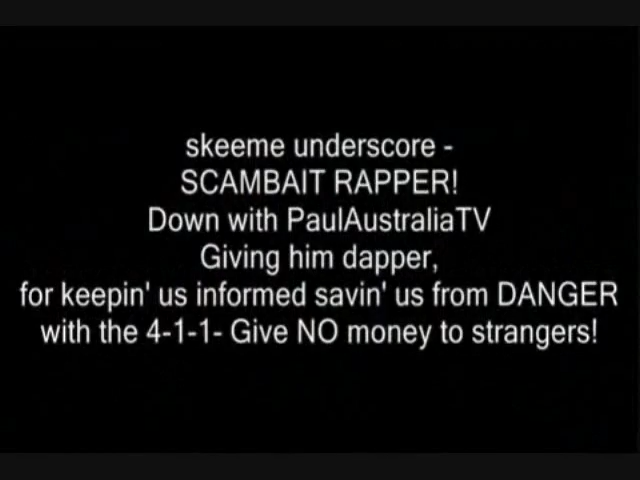 skeeme underscore -
SCAMBAIT RAPPER!
Down with PaulAustraliaTV
Giving him dapper,
for keepin' us informed savin' us from DANGER
with the 4-1-1- Give NO money to strangers!